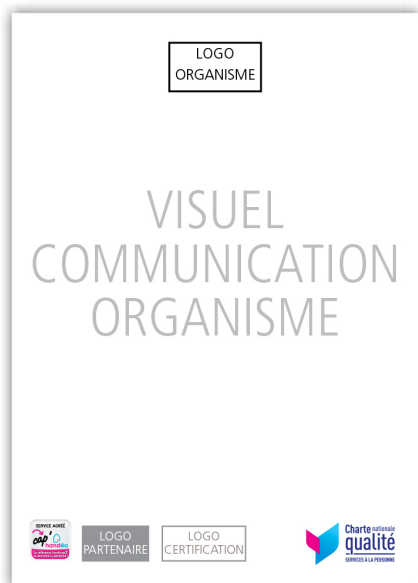 LOGO
ORGANISME
VISUEL
COMMUNICATION
ORGANISME
SERVICE AGRÉÉ
cap'
handéo
LOGO
PARTENAIRE
LOGO
CERTIFICATION
Charte nationale
qualité
SERVICES À LA PERSONNE